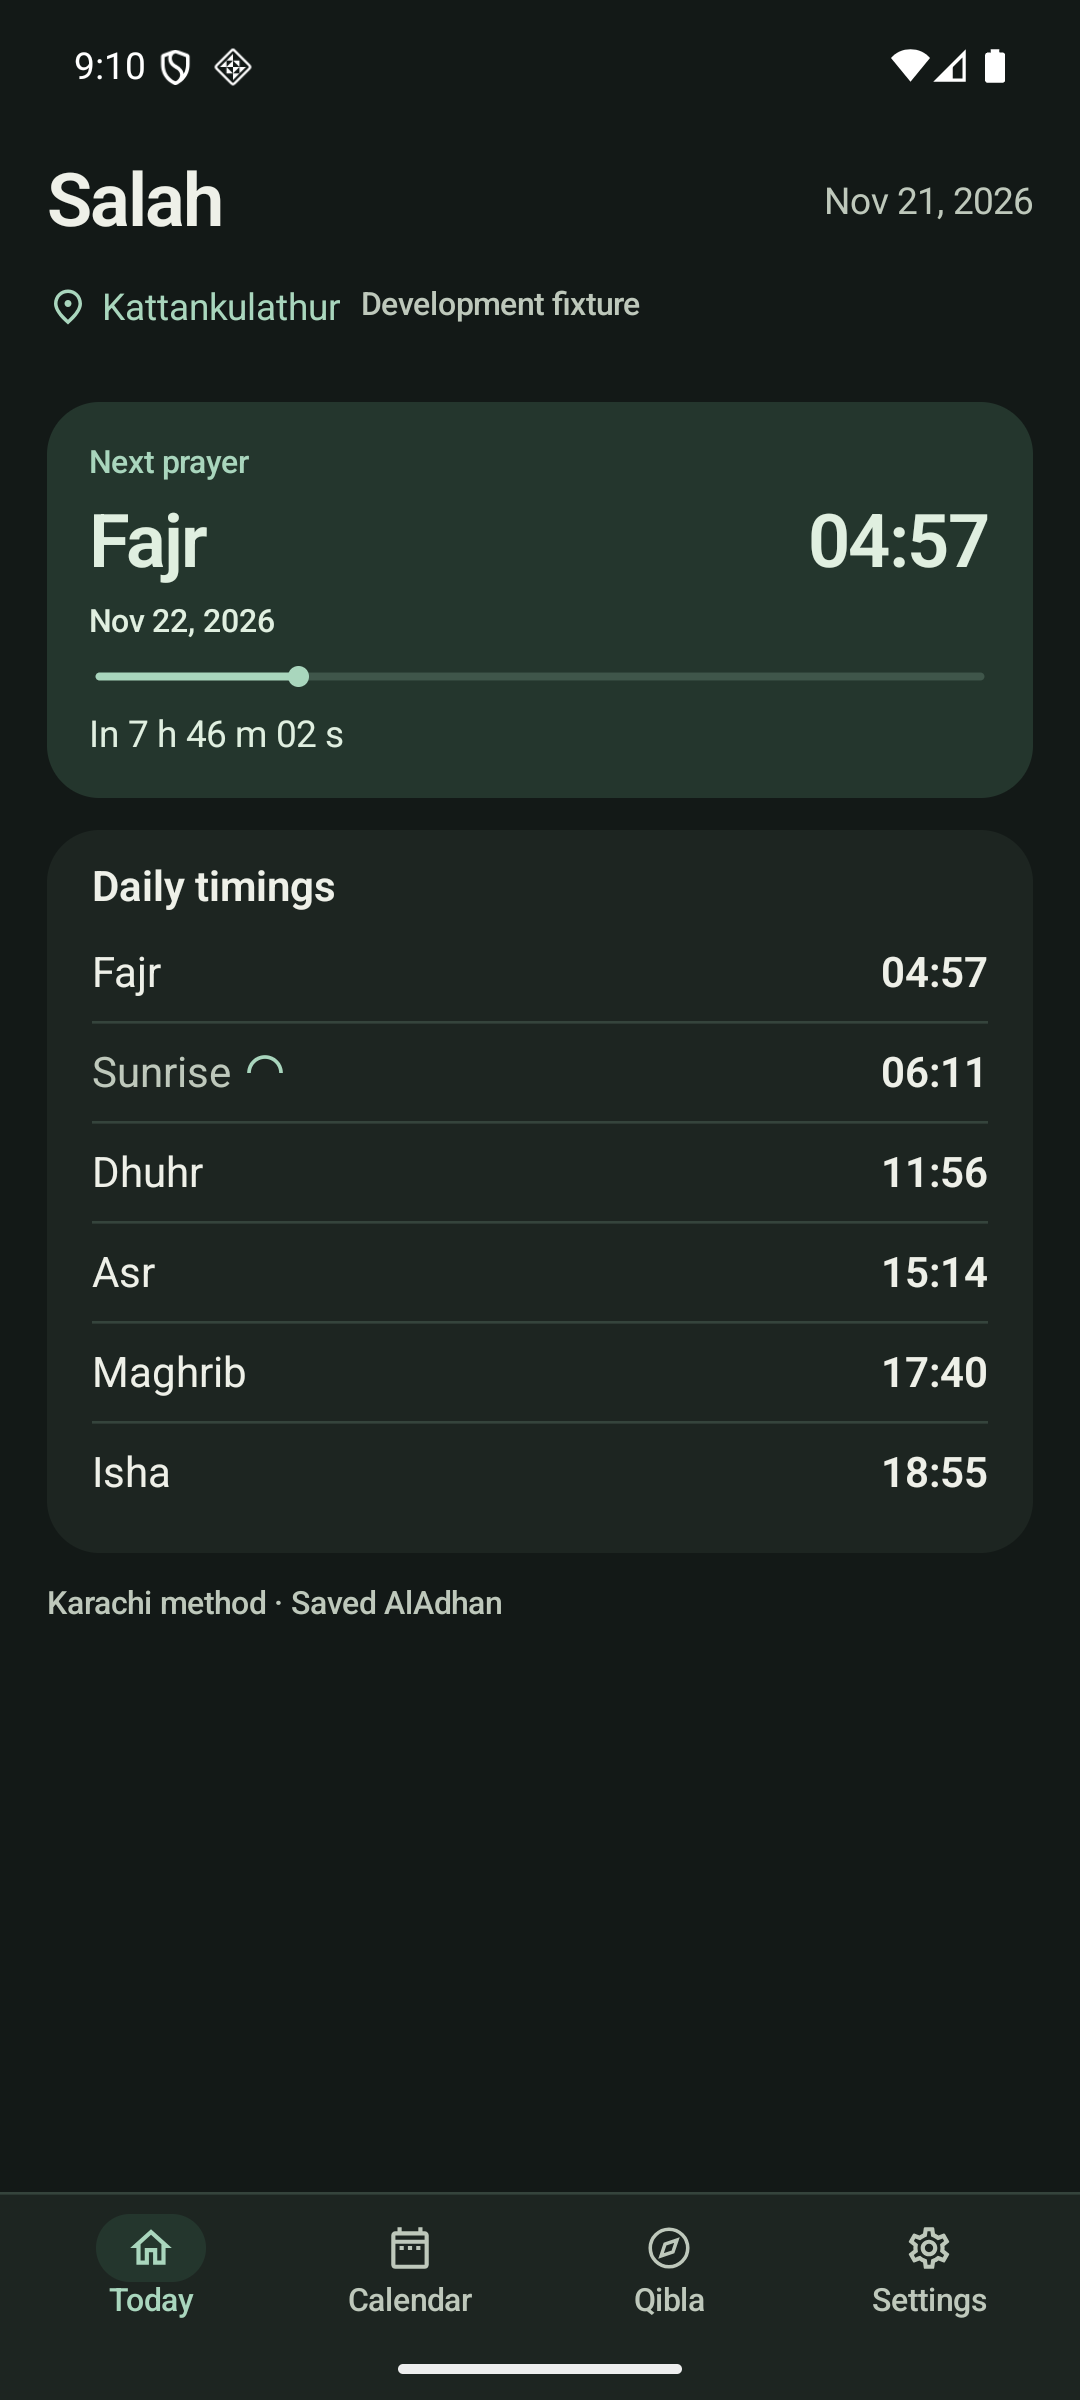 9:10
Salah
Nov 21, 2026
Kattankulathur Development fixture
Next prayer
Fajr 04:57
Nov 22, 2026
In 7 h 46 m 02 s
Daily timings
Fajr 04:57
Sunrise 06:11
Dhuhr 11:56
Asr 15:14
Maghrib 17:40
Isha 18:55
Karachi method · Saved AlAdhan
Today Calendar Qibla Settings